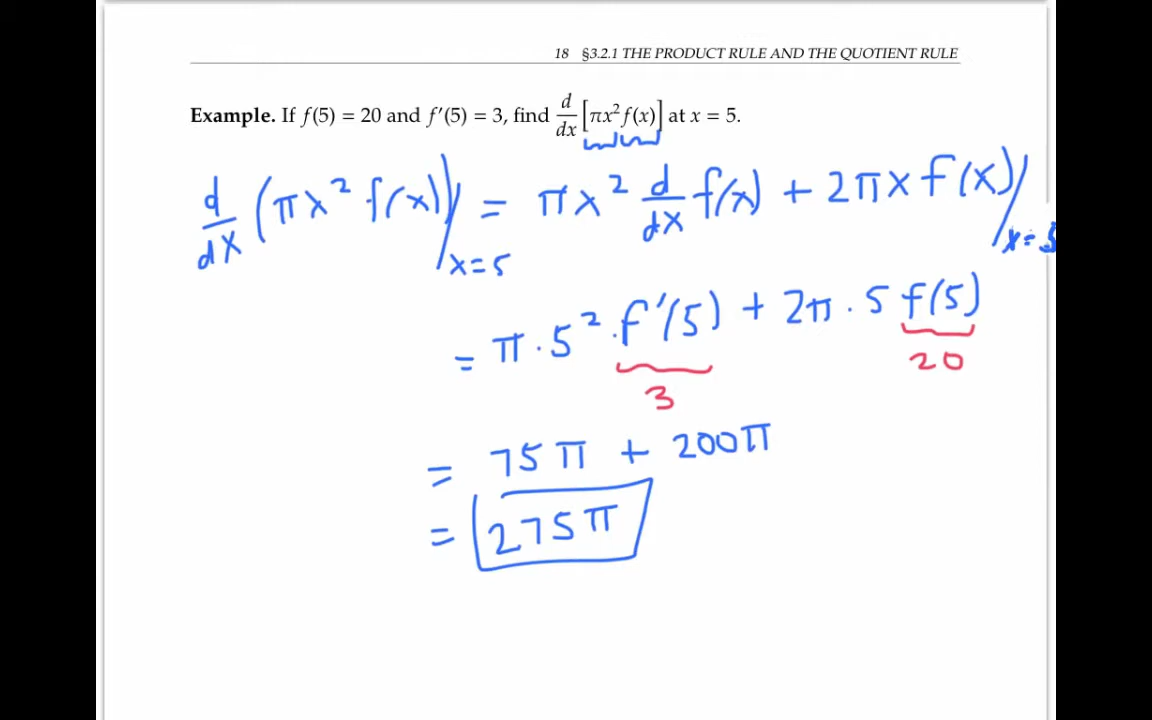 18 §3.2.1 THE PRODUCT RULE AND THE QUOTIENT RULE
Example. If f(5) = 20 and f′(5) = 3, find d/dx [πx² f(x)] at x = 5.
d/dx (πx² f(x))|x=5 = πx² d/dx f(x) + 2πx f(x)|x=5
= π · 5² · f′(5) + 2π · 5 f(5)
3 20
= 75π + 200π
= 275π